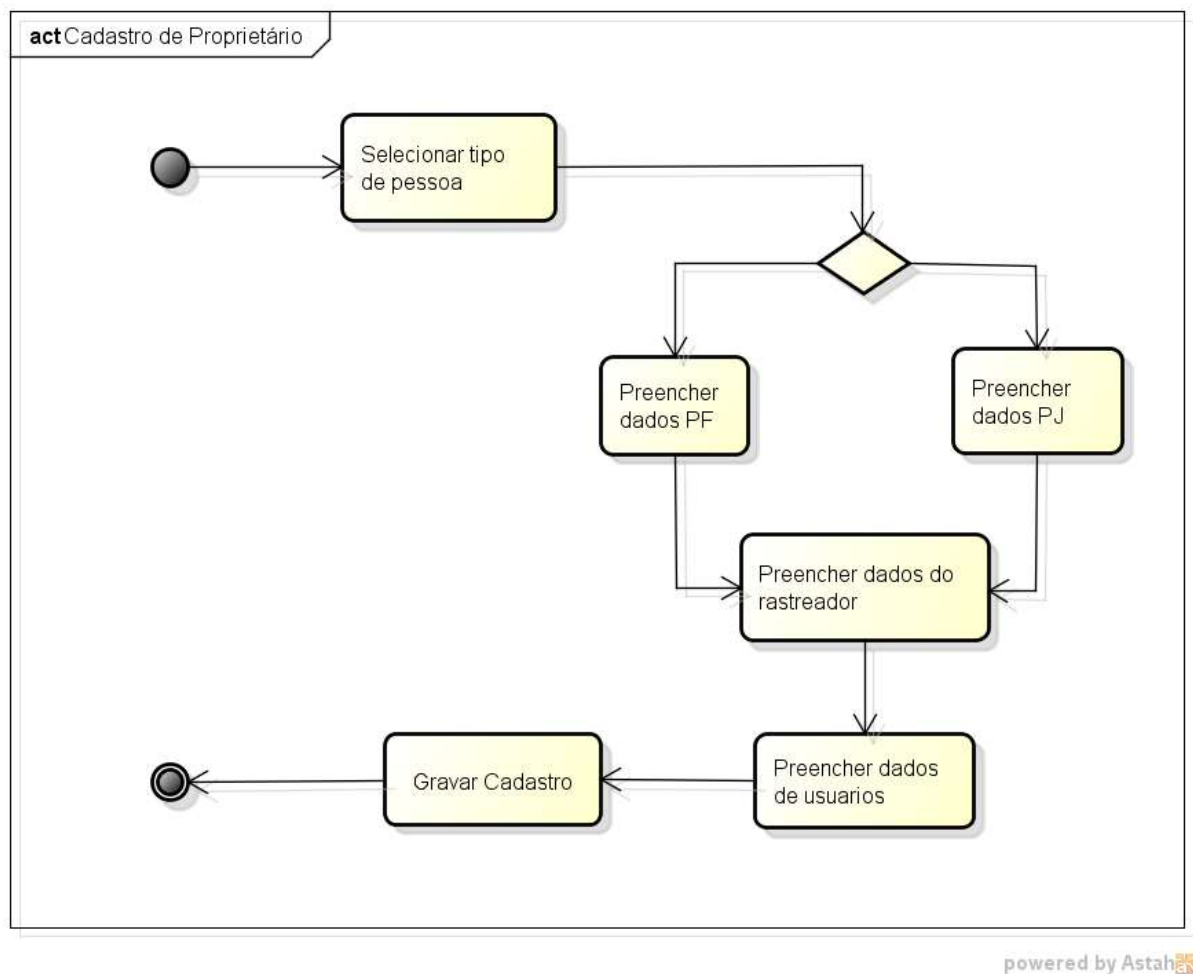 act Cadastro de Proprietário
Selecionar tipo
de pessoa
Preencher
dados PF
Preencher
dados PJ
Preencher dados do
rastreador
Preencher dados
de usuarios
Gravar Cadastro
powered by Astah